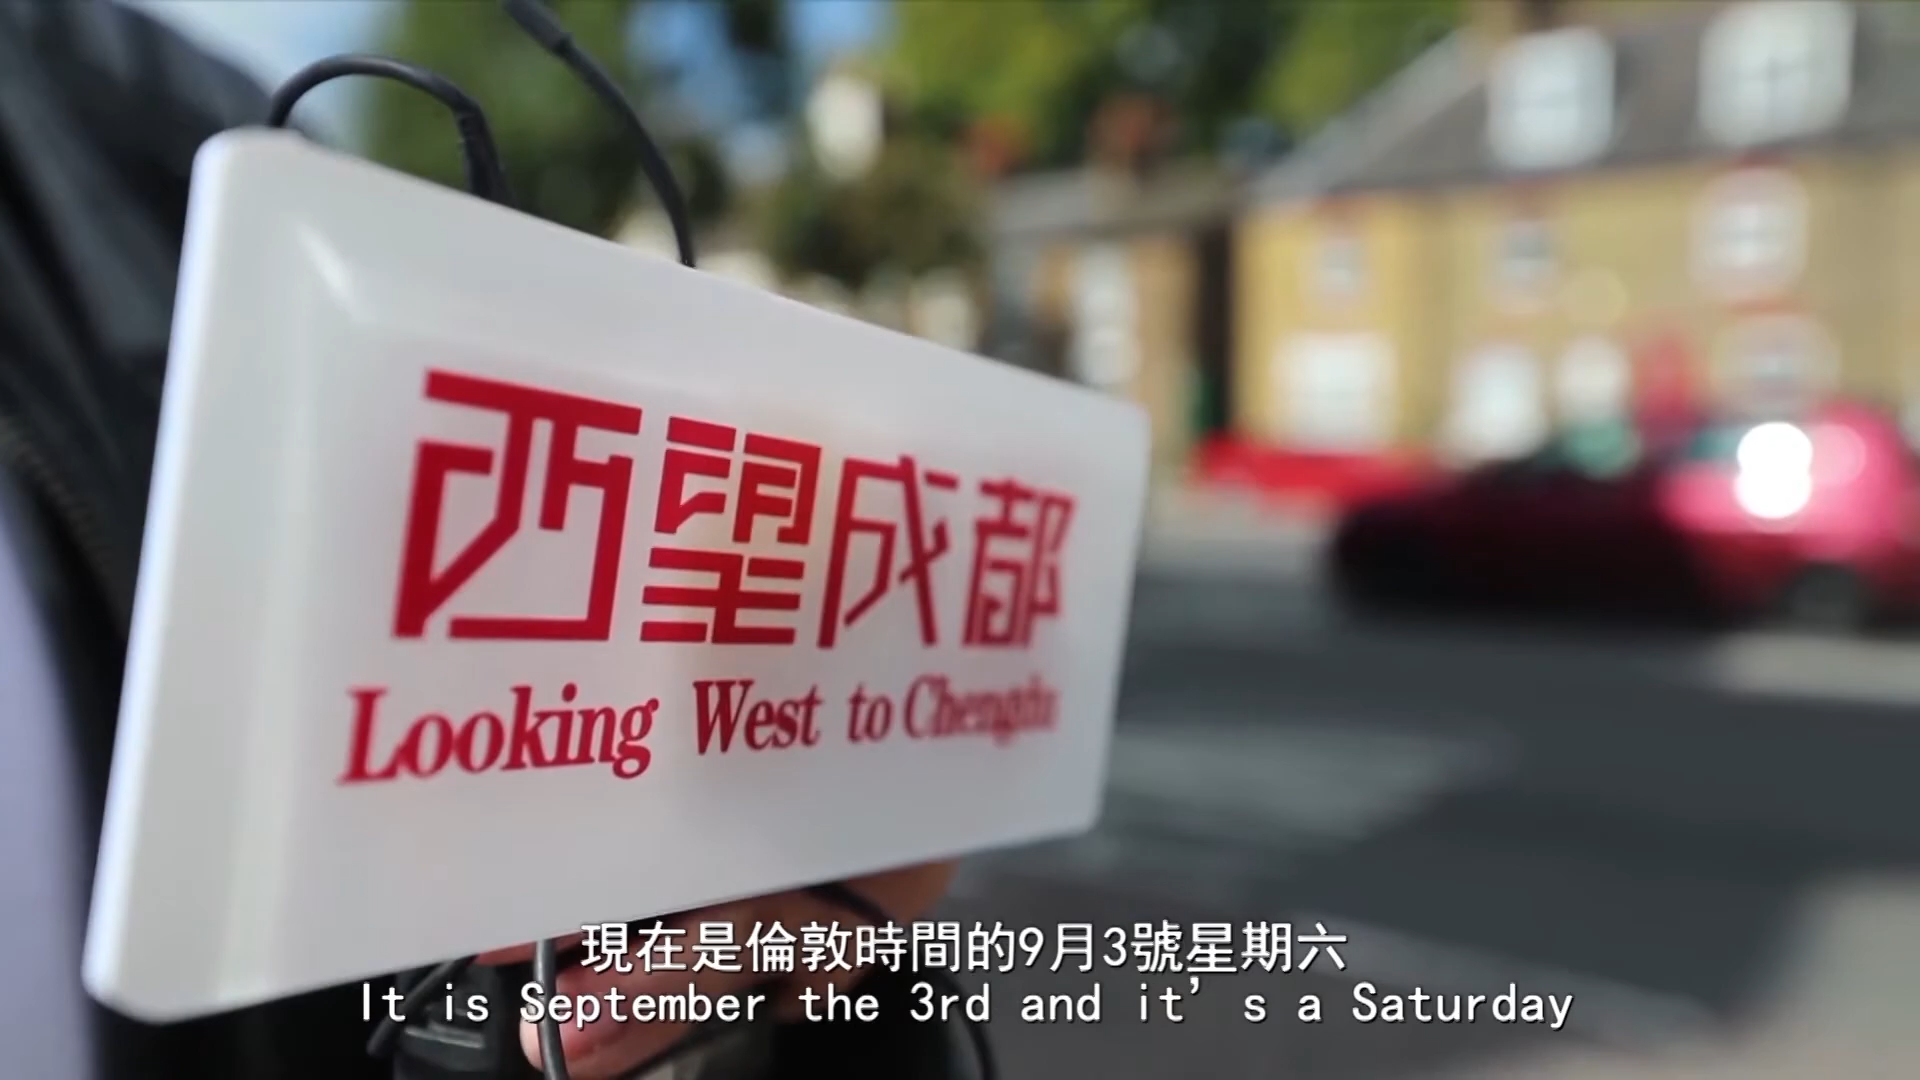 西望成都
Looking West to Chengdu
現在是倫敦時間的9月3號星期六
It is September the 3rd and it's a Saturday